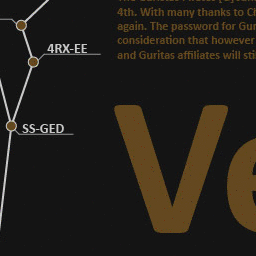 4th. With many thanks to C
again. The password for Gur
consideration that however
and Guritas affiliates will sti
4RX-EE
SS-GED
Ve